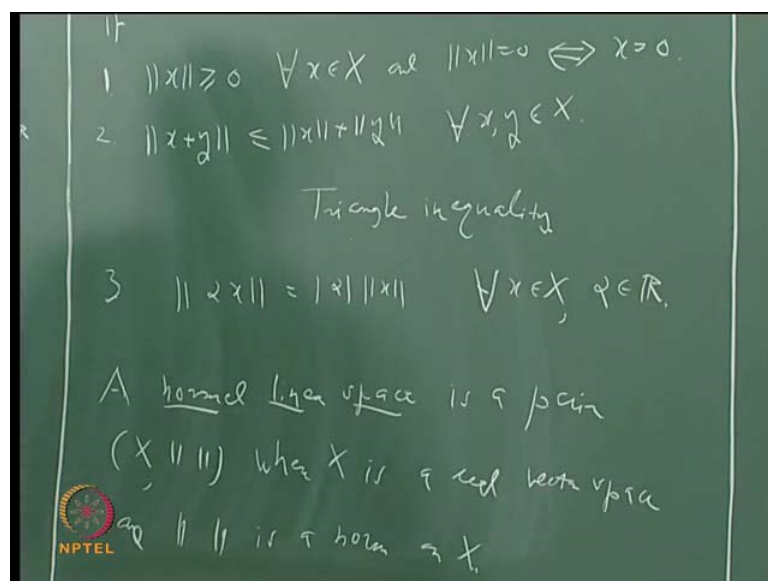 If
1. ||x|| ≥ 0 ∀ x ∈ X and ||x|| = 0 ⟺ x = 0.
2. ||x+y|| ≤ ||x|| + ||y|| ∀ x, y ∈ X.
Triangle inequality
3 ||αx|| = |α| ||x|| ∀ x ∈ X, α ∈ ℝ.
A normed linear space is a pair
(X, || ||) where X is a real vector space
and || || is a norm on X.
NPTEL